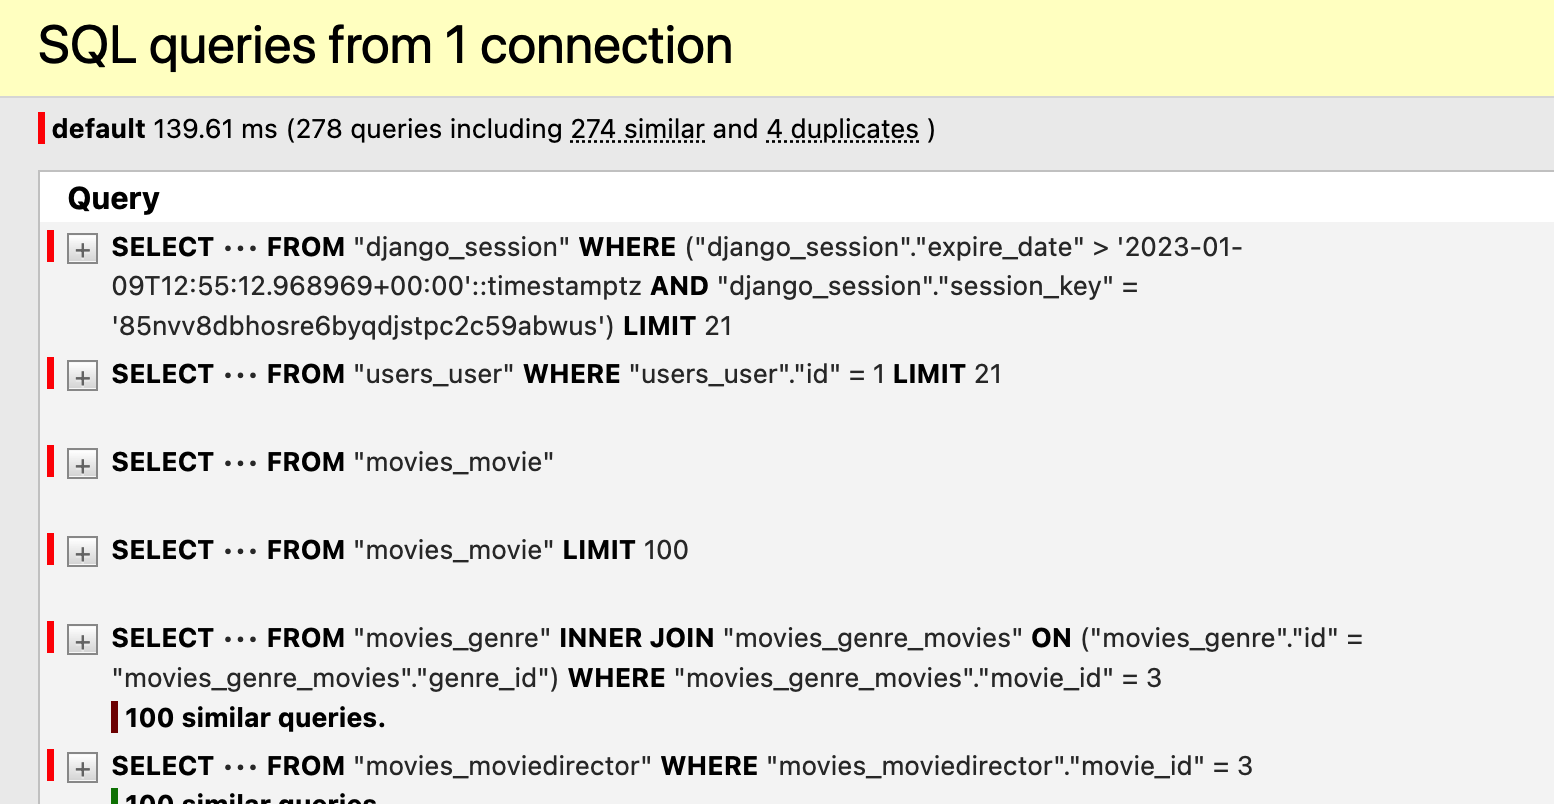 SQL queries from 1 connection
default 139.61 ms (278 queries including 274 similar and 4 duplicates )
Query
+ SELECT ••• FROM "django_session" WHERE ("django_session"."expire_date" > '2023-01-
09T12:55:12.968969+00:00'::timestamptz AND "django_session"."session_key" =
'85nvv8dbhosre6byqdjstpc2c59abwus') LIMIT 21
+ SELECT ••• FROM "users_user" WHERE "users_user"."id" = 1 LIMIT 21
+ SELECT ••• FROM "movies_movie"
+ SELECT ••• FROM "movies_movie" LIMIT 100
+ SELECT ••• FROM "movies_genre" INNER JOIN "movies_genre_movies" ON ("movies_genre"."id" =
"movies_genre_movies"."genre_id") WHERE "movies_genre_movies"."movie_id" = 3
100 similar queries.
+ SELECT ••• FROM "movies_moviedirector" WHERE "movies_moviedirector"."movie_id" = 3
100 similar queries.